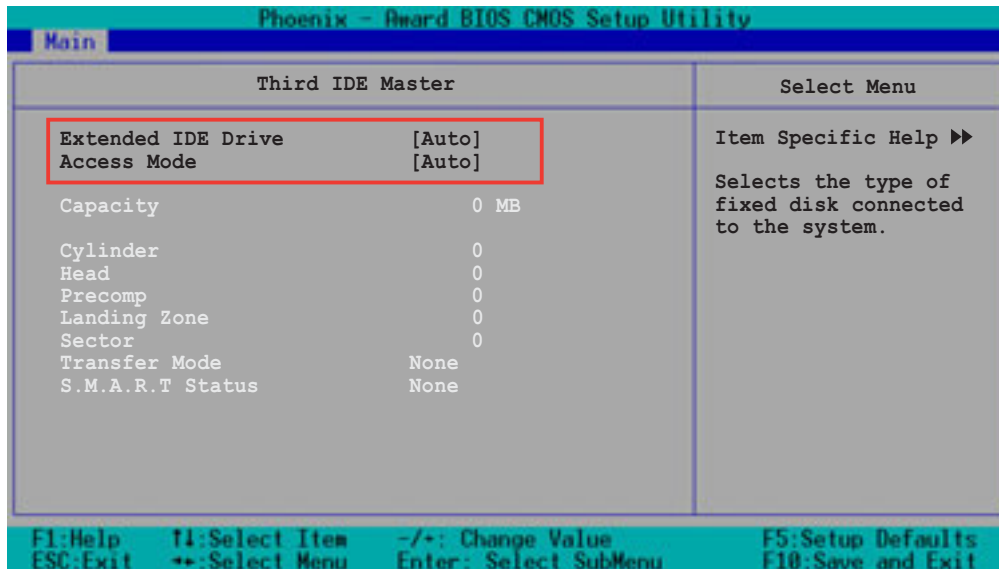 Phoenix - Award BIOS CMOS Setup Utility
Main
Third IDE Master
Select Menu
Extended IDE Drive [Auto]
Access Mode [Auto]
Capacity 0 MB
Cylinder 0
Head 0
Precomp 0
Landing Zone 0
Sector 0
Transfer Mode None
S.M.A.R.T Status None
Item Specific Help ▶▶
Selects the type of
fixed disk connected
to the system.
F1:Help ↑↓:Select Item -/+: Change Value F5:Setup Defaults
ESC:Exit ←→:Select Menu Enter: Select SubMenu F10:Save and Exit